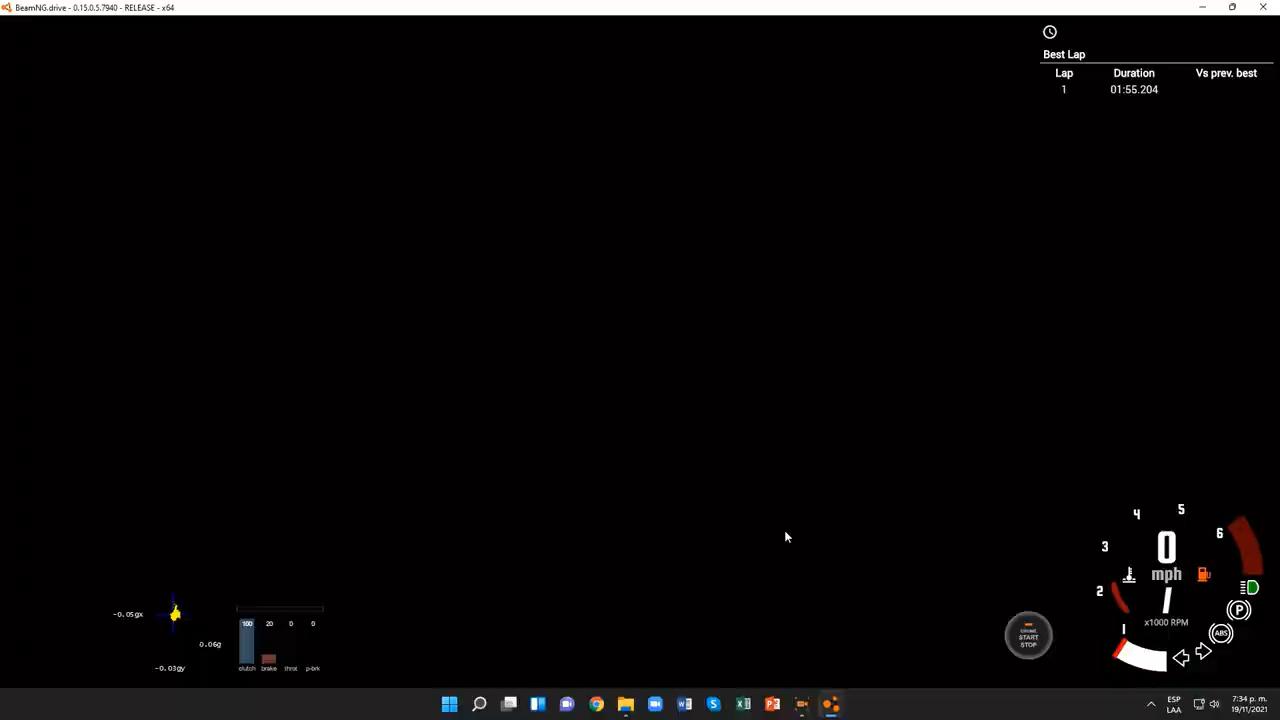 BeamNG.drive - 0.15.0.5.7940 - RELEASE - x64
Best Lap
Lap Duration Vs prev. best
1 01:55.204
5
4
6
3
0
mph
2
x1000 RPM
1
P
ABS
START
STOP
-0.05gx
0.06g
-0.03gy
100 20 0 0
clutch brake throt p-brk
ESP
LAA
7:34 p. m.
19/11/2021